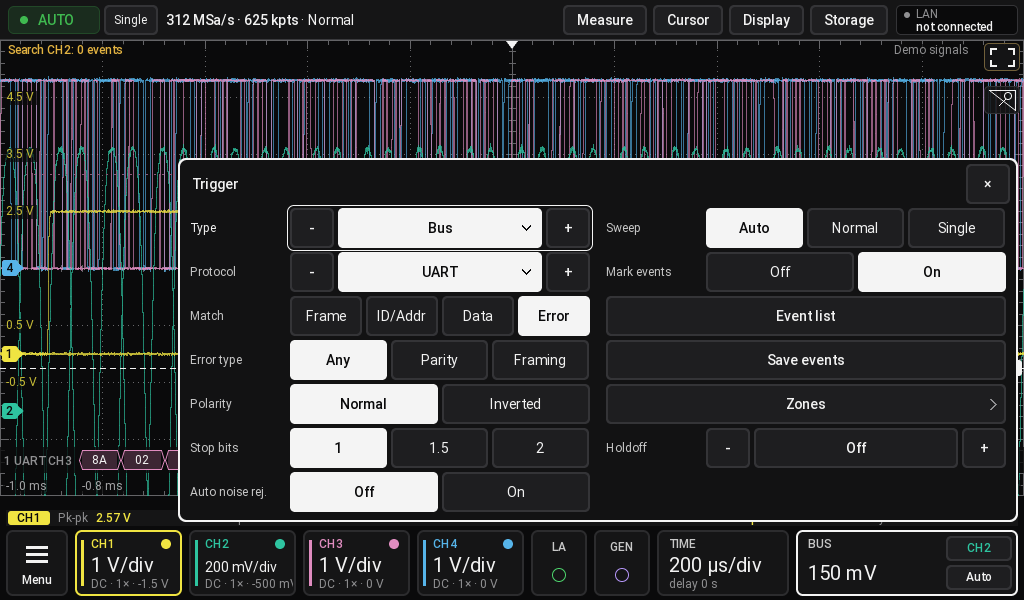 AUTO Single 312 MSa/s · 625 kpts · Normal Measure Cursor Display Storage LAN not connected
Search CH2: 0 events Demo signals
4.5 V
3.5 V
2.5 V
4
0.5 V
1
-0.5 V
2
1 UART CH3 8A 02
-1.0 ms -0.8 ms
Trigger ×
Type - Bus + Sweep Auto Normal Single
Protocol - UART + Mark events Off On
Match Frame ID/Addr Data Error Event list
Error type Any Parity Framing Save events
Polarity Normal Inverted Zones
Stop bits 1 1.5 2 Holdoff - Off +
Auto noise rej. Off On
CH1 Pk-pk 2.57 V
Menu
CH1
1 V/div
DC · 1× · -1.5 V
CH2
200 mV/div
DC · 1× · -500 m
CH3
1 V/div
DC · 1× · 0 V
CH4
1 V/div
DC · 1× · 0 V
LA
GEN
TIME
200 µs/div
delay 0 s
BUS
150 mV
CH2
Auto